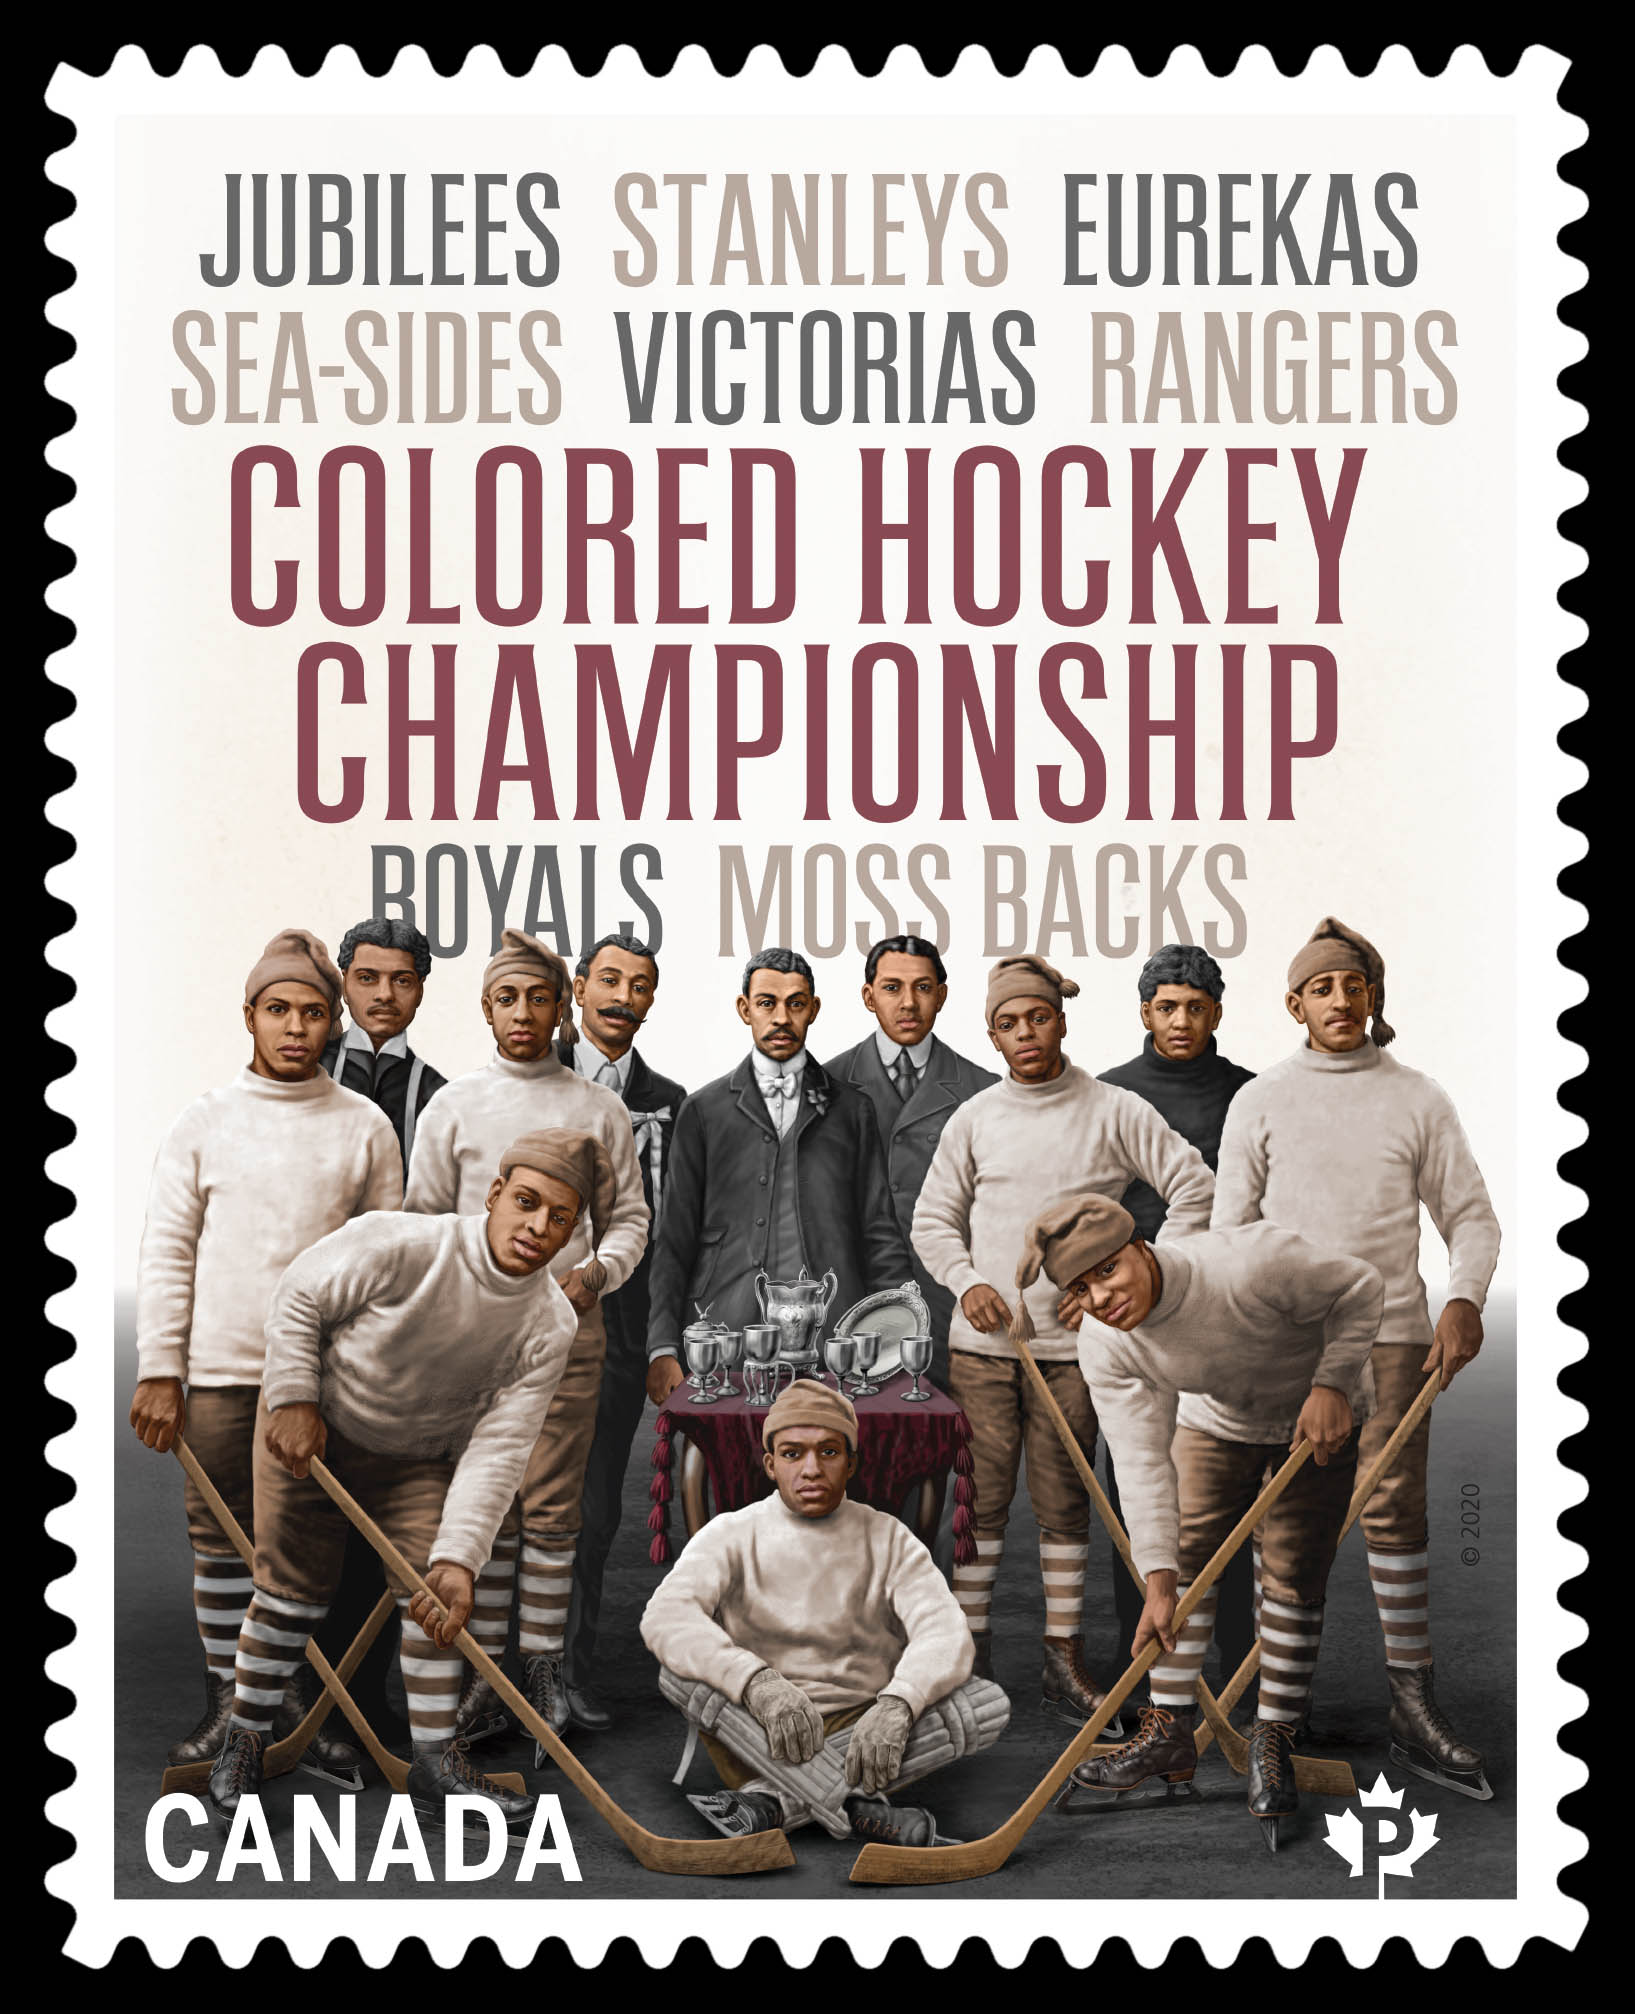 JUBILEES STANLEYS EUREKAS
SEA-SIDES VICTORIAS RANGERS
COLORED HOCKEY
CHAMPIONSHIP
ROYALS MOSS BACKS
© 2020
CANADA
P